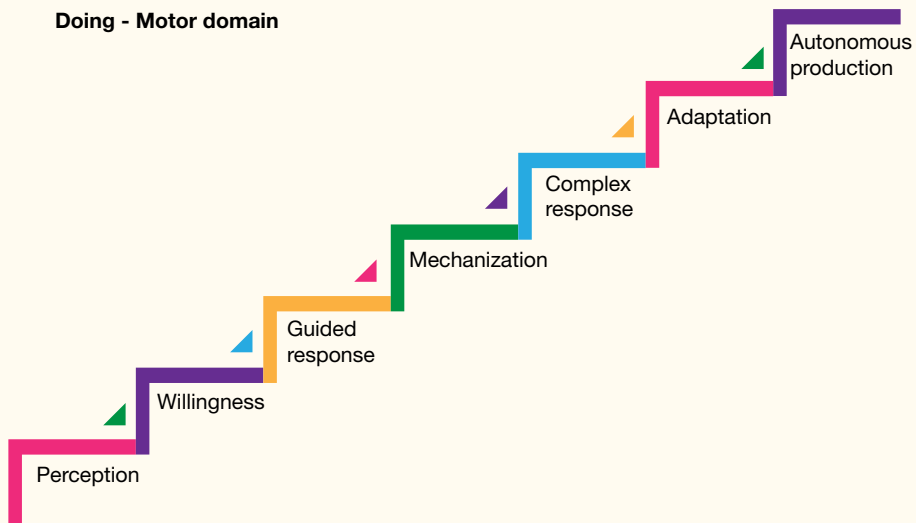 Doing - Motor domain
Autonomous
production
Adaptation
Complex
response
Mechanization
Guided
response
Willingness
Perception